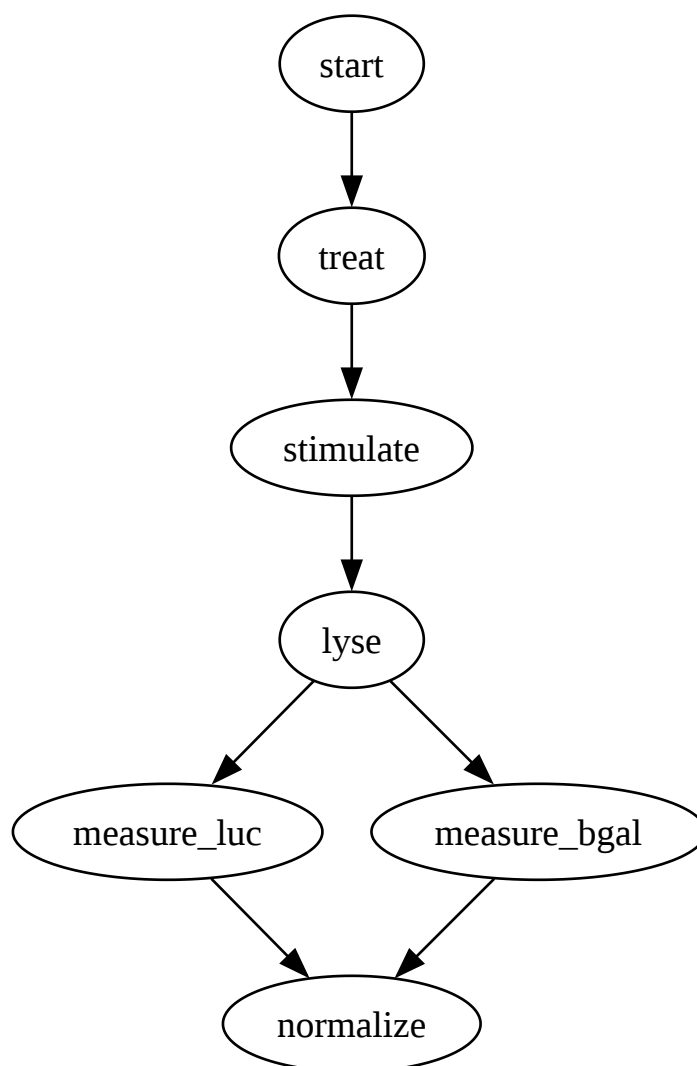 start
treat
stimulate
lyse
measure_luc
measure_bgal
normalize